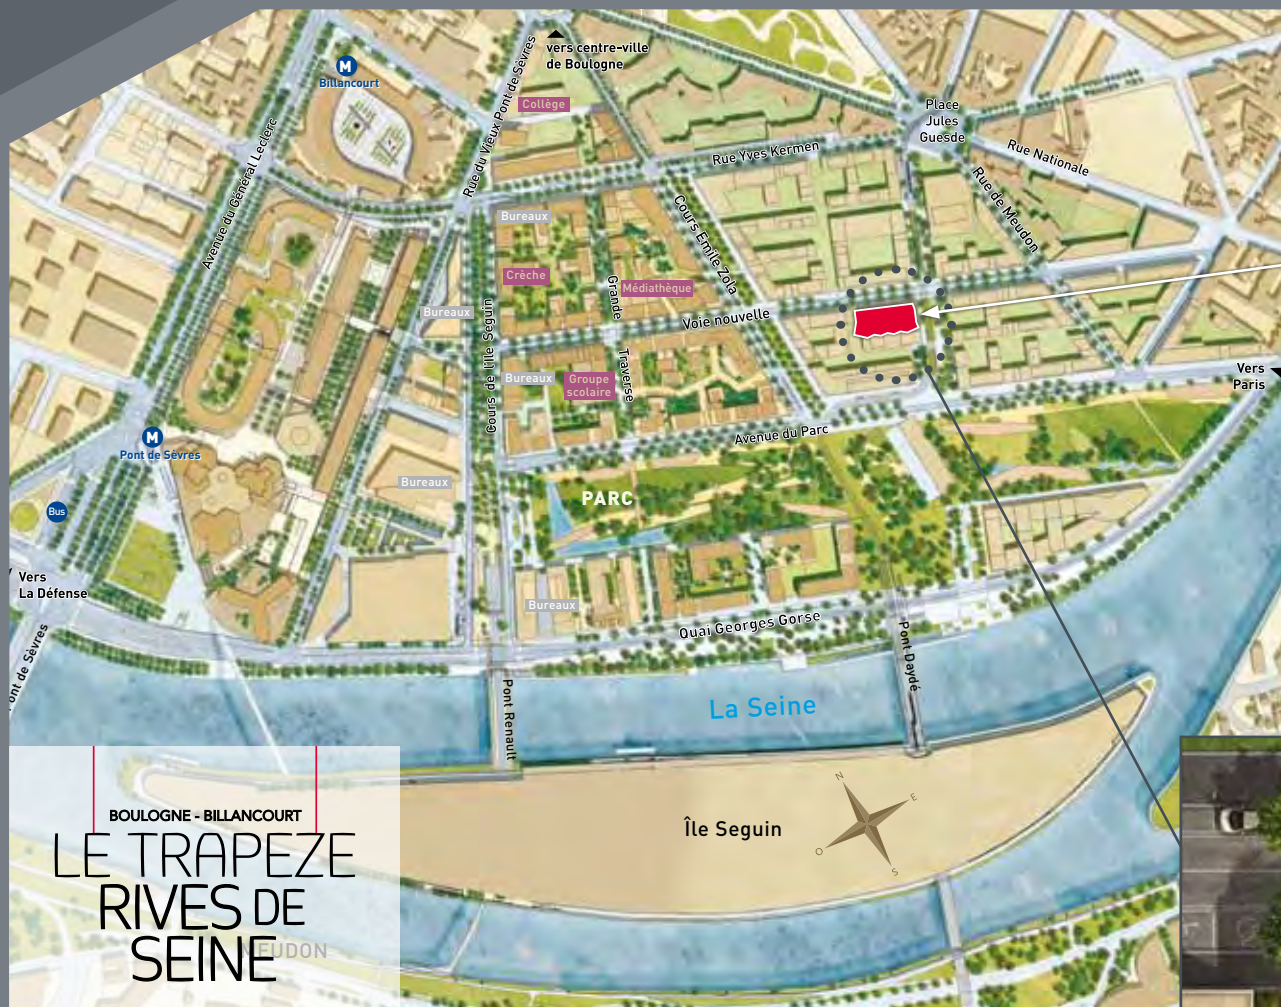 vers centre-ville
de Boulogne
M
Billancourt
Collège
Place
Jules
Guesde
Rue Nationale
Rue Yves Kermen
Rue de Meudon
Avenue du Général Leclerc
Rue du Vieux Pont de Sèvres
Bureaux
Cours Emile Zola
Crèche
Grande
Médiathèque
Bureaux
Voie nouvelle
Cours de l'île Seguin
Traverse
Bureaux
Groupe
scolaire
Vers
Paris
Avenue du Parc
M
Pont de Sèvres
Bureaux
PARC
Bus
Vers
La Défense
Bureaux
Quai Georges Gorse
Pont de Sèvres
Pont Daydé
Pont Renault
La Seine
Île Seguin
N
E
O
S
BOULOGNE - BILLANCOURT
LE TRAPEZE
RIVES DE
SEINE
MEUDON